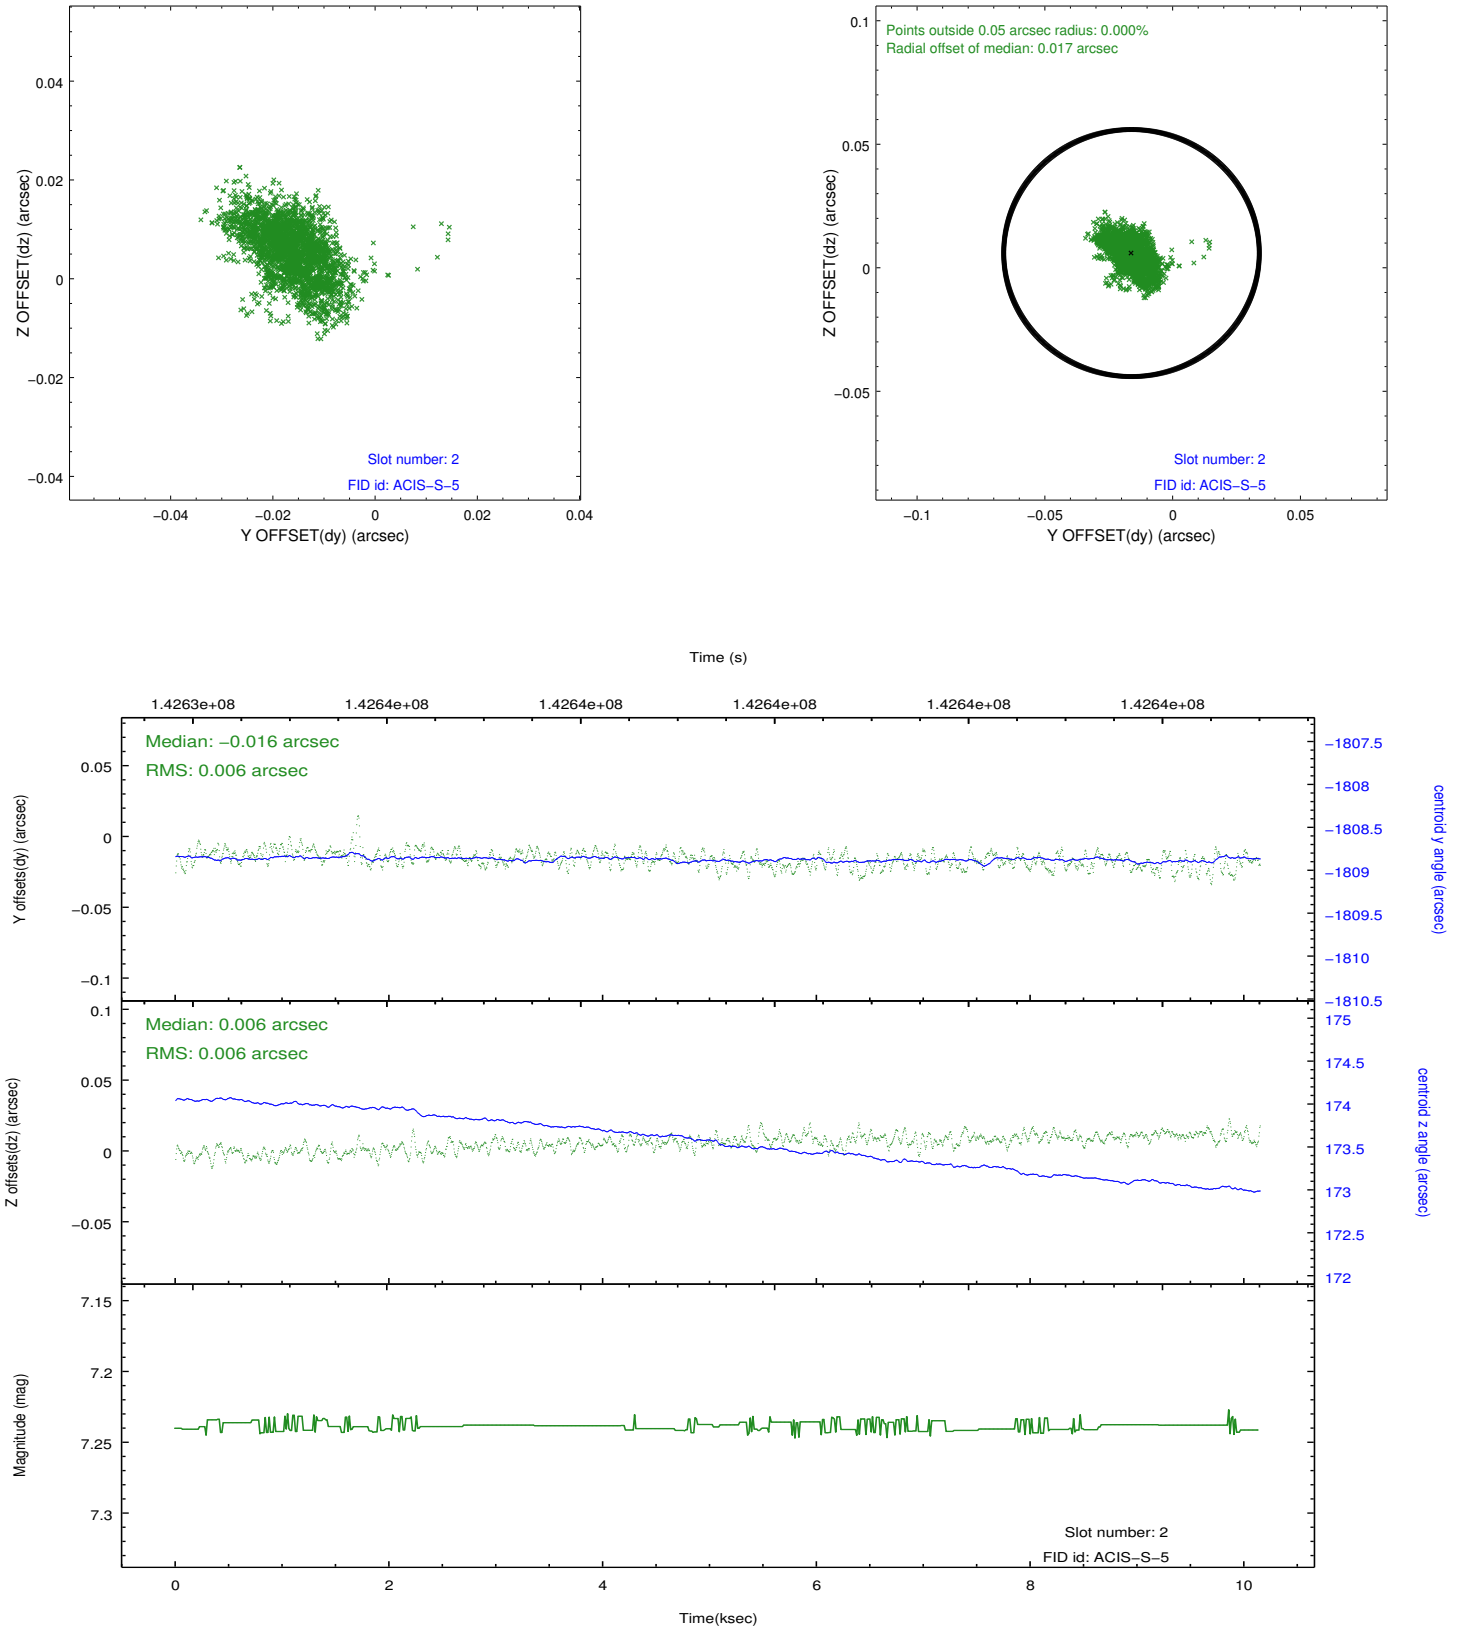 0.04
0.02
0
−0.02
−0.04
Z OFFSET(dz) (arcsec)
Slot number: 2
FID id: ACIS−S−5
−0.04
−0.02
0
0.02
0.04
Y OFFSET(dy) (arcsec)
Points outside 0.05 arcsec radius: 0.000%
Radial offset of median: 0.017 arcsec
0.1
0.05
0
−0.05
Z OFFSET(dz) (arcsec)
Slot number: 2
FID id: ACIS−S−5
−0.1
−0.05
0
0.05
Y OFFSET(dy) (arcsec)
Time (s)
1.4263e+08
1.4264e+08
1.4264e+08
1.4264e+08
1.4264e+08
1.4264e+08
Median: −0.016 arcsec
RMS: 0.006 arcsec
0.05
0
−0.05
−0.1
Y offsets(dy) (arcsec)
−1807.5
−1808
−1808.5
−1809
−1809.5
−1810
−1810.5
centroid y angle (arcsec)
Median: 0.006 arcsec
RMS: 0.006 arcsec
0.1
0.05
0
−0.05
Z offsets(dz) (arcsec)
175
174.5
174
173.5
173
172.5
172
centroid z angle (arcsec)
7.15
7.2
7.25
7.3
Magnitude (mag)
Slot number: 2
FID id: ACIS−S−5
0
2
4
6
8
10
Time(ksec)